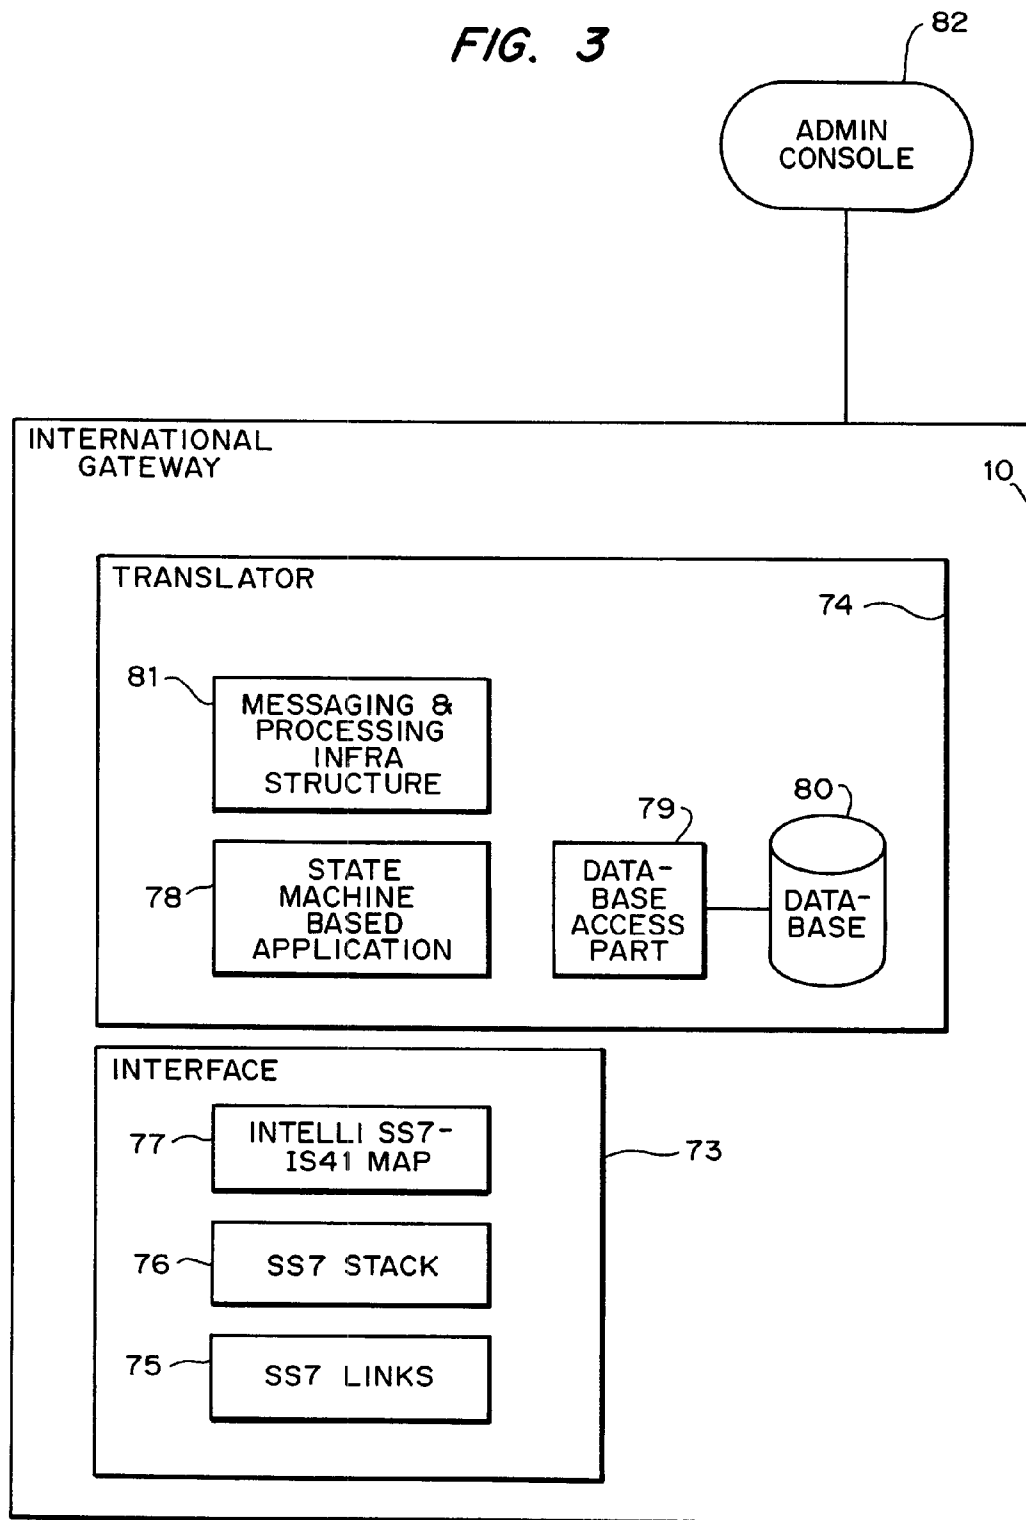 FIG. 3
82
ADMIN
CONSOLE
INTERNATIONAL
GATEWAY
10
TRANSLATOR
74
81
MESSAGING &
PROCESSING
INFRA
STRUCTURE
78
STATE
MACHINE
BASED
APPLICATION
79
DATA-
BASE
ACCESS
PART
80
DATA-
BASE
INTERFACE
77
INTELLI SS7-
IS41 MAP
73
76
SS7 STACK
75
SS7 LINKS